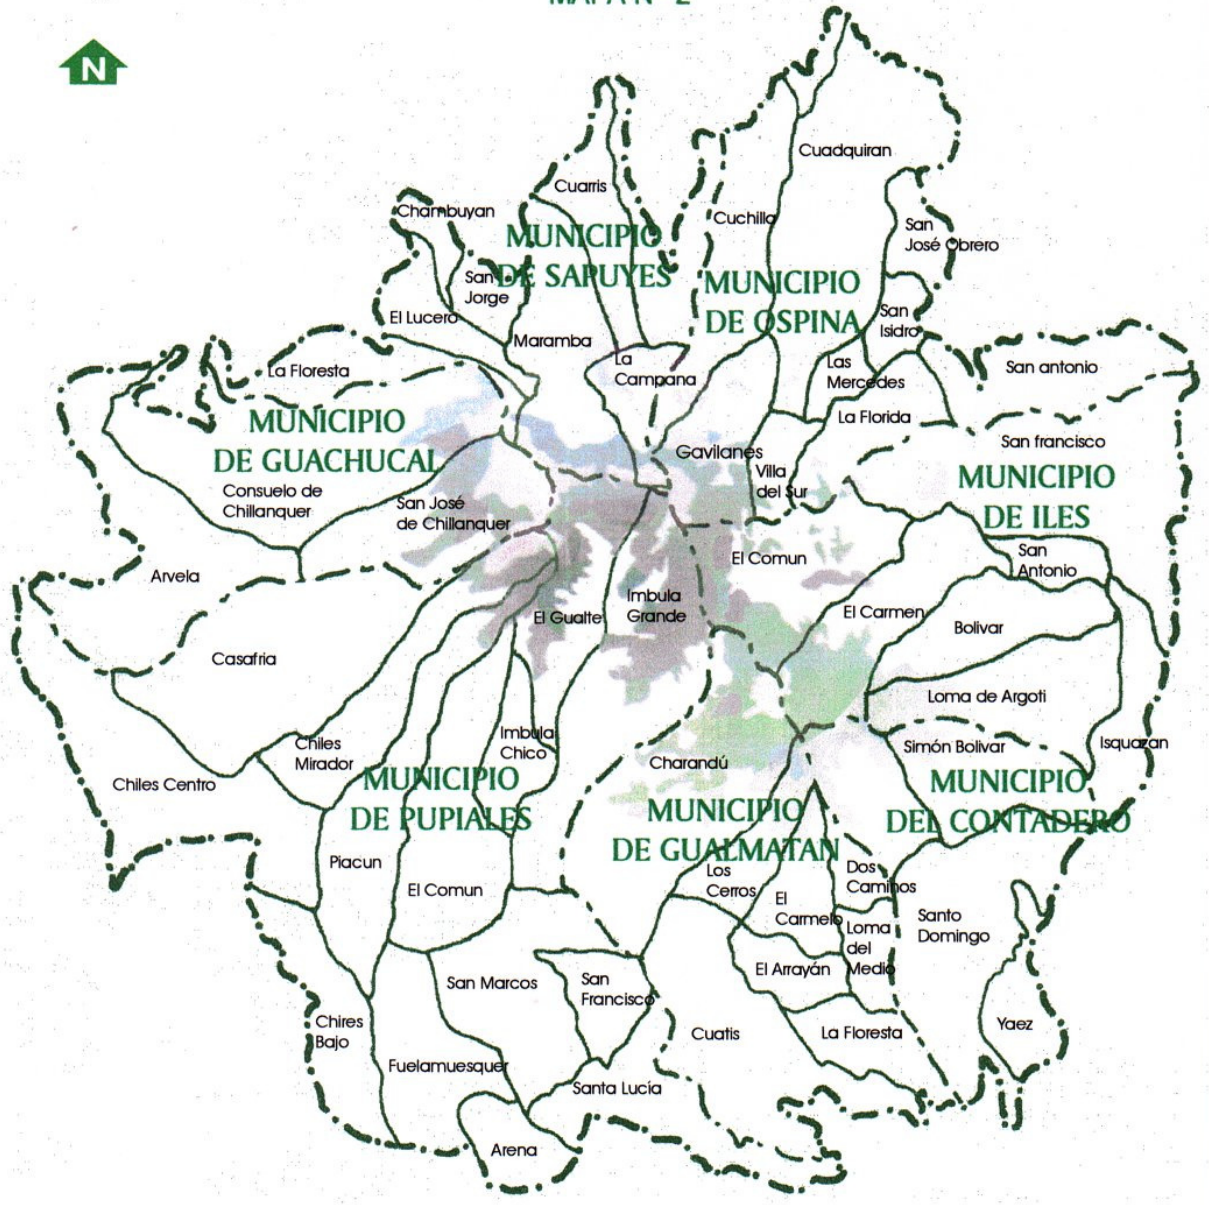 MAPA N° 2
N
Cuadquiran
Cuarris
Chambuyan
Cuchilla
San
José Obrero
MUNICIPIO
DE SAPUYES
San
Jorge
MUNICIPIO
DE OSPINA
El Lucero
San
Isidro
Maramba
La
Campana
Las
Mercedes
San antonio
La Floresta
La Florida
MUNICIPIO
DE GUACHUCAL
San francisco
Gavilanes
Villa
del Sur
MUNICIPIO
DE ILES
Consuelo de
Chillanquer
San José
de Chillanquer
El Comun
San
Antonio
Arvela
El Gualte
Imbula
Grande
El Carmen
Bolivar
Casafria
Loma de Argoti
Chiles
Mirador
Imbula
Chico
Charandú
Simón Bolivar
Isquazan
Chiles Centro
MUNICIPIO
DE PUPIALES
MUNICIPIO
DEL CONTADERO
MUNICIPIO
DE GUALMATAN
Piacun
El Comun
Los
Cerros
Dos
Caminos
El
Carmelo
Loma
del
Medio
Santo
Domingo
San Marcos
San
Francisco
El Arrayán
Chires
Bajo
Cuatis
La Floresta
Yaez
Fuelamuesquer
Santa Lucía
Arena